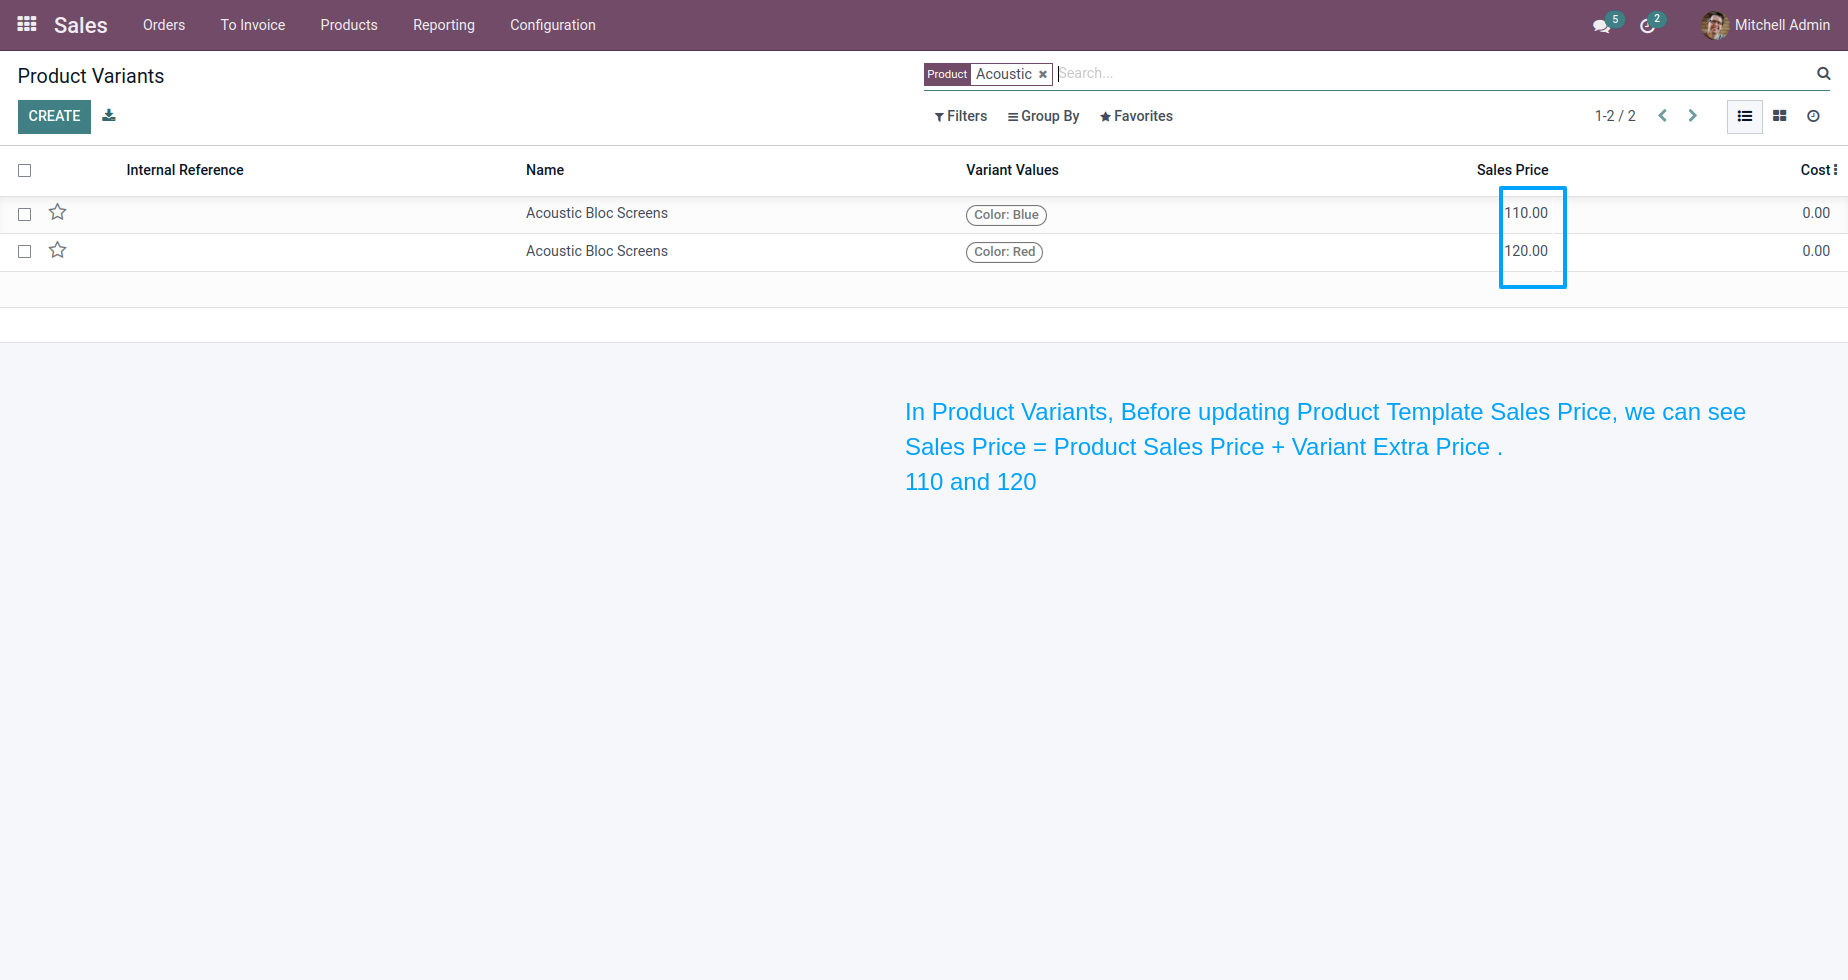 Sales Orders To Invoice Products Reporting Configuration 5 2 Mitchell Admin
Product Variants Product Acoustic Search...
CREATE Filters Group By Favorites 1-2 / 2
Internal Reference Name Variant Values Sales Price Cost
Acoustic Bloc Screens Color: Blue 110.00 0.00
Acoustic Bloc Screens Color: Red 120.00 0.00
In Product Variants, Before updating Product Template Sales Price, we can see
Sales Price = Product Sales Price + Variant Extra Price .
110 and 120